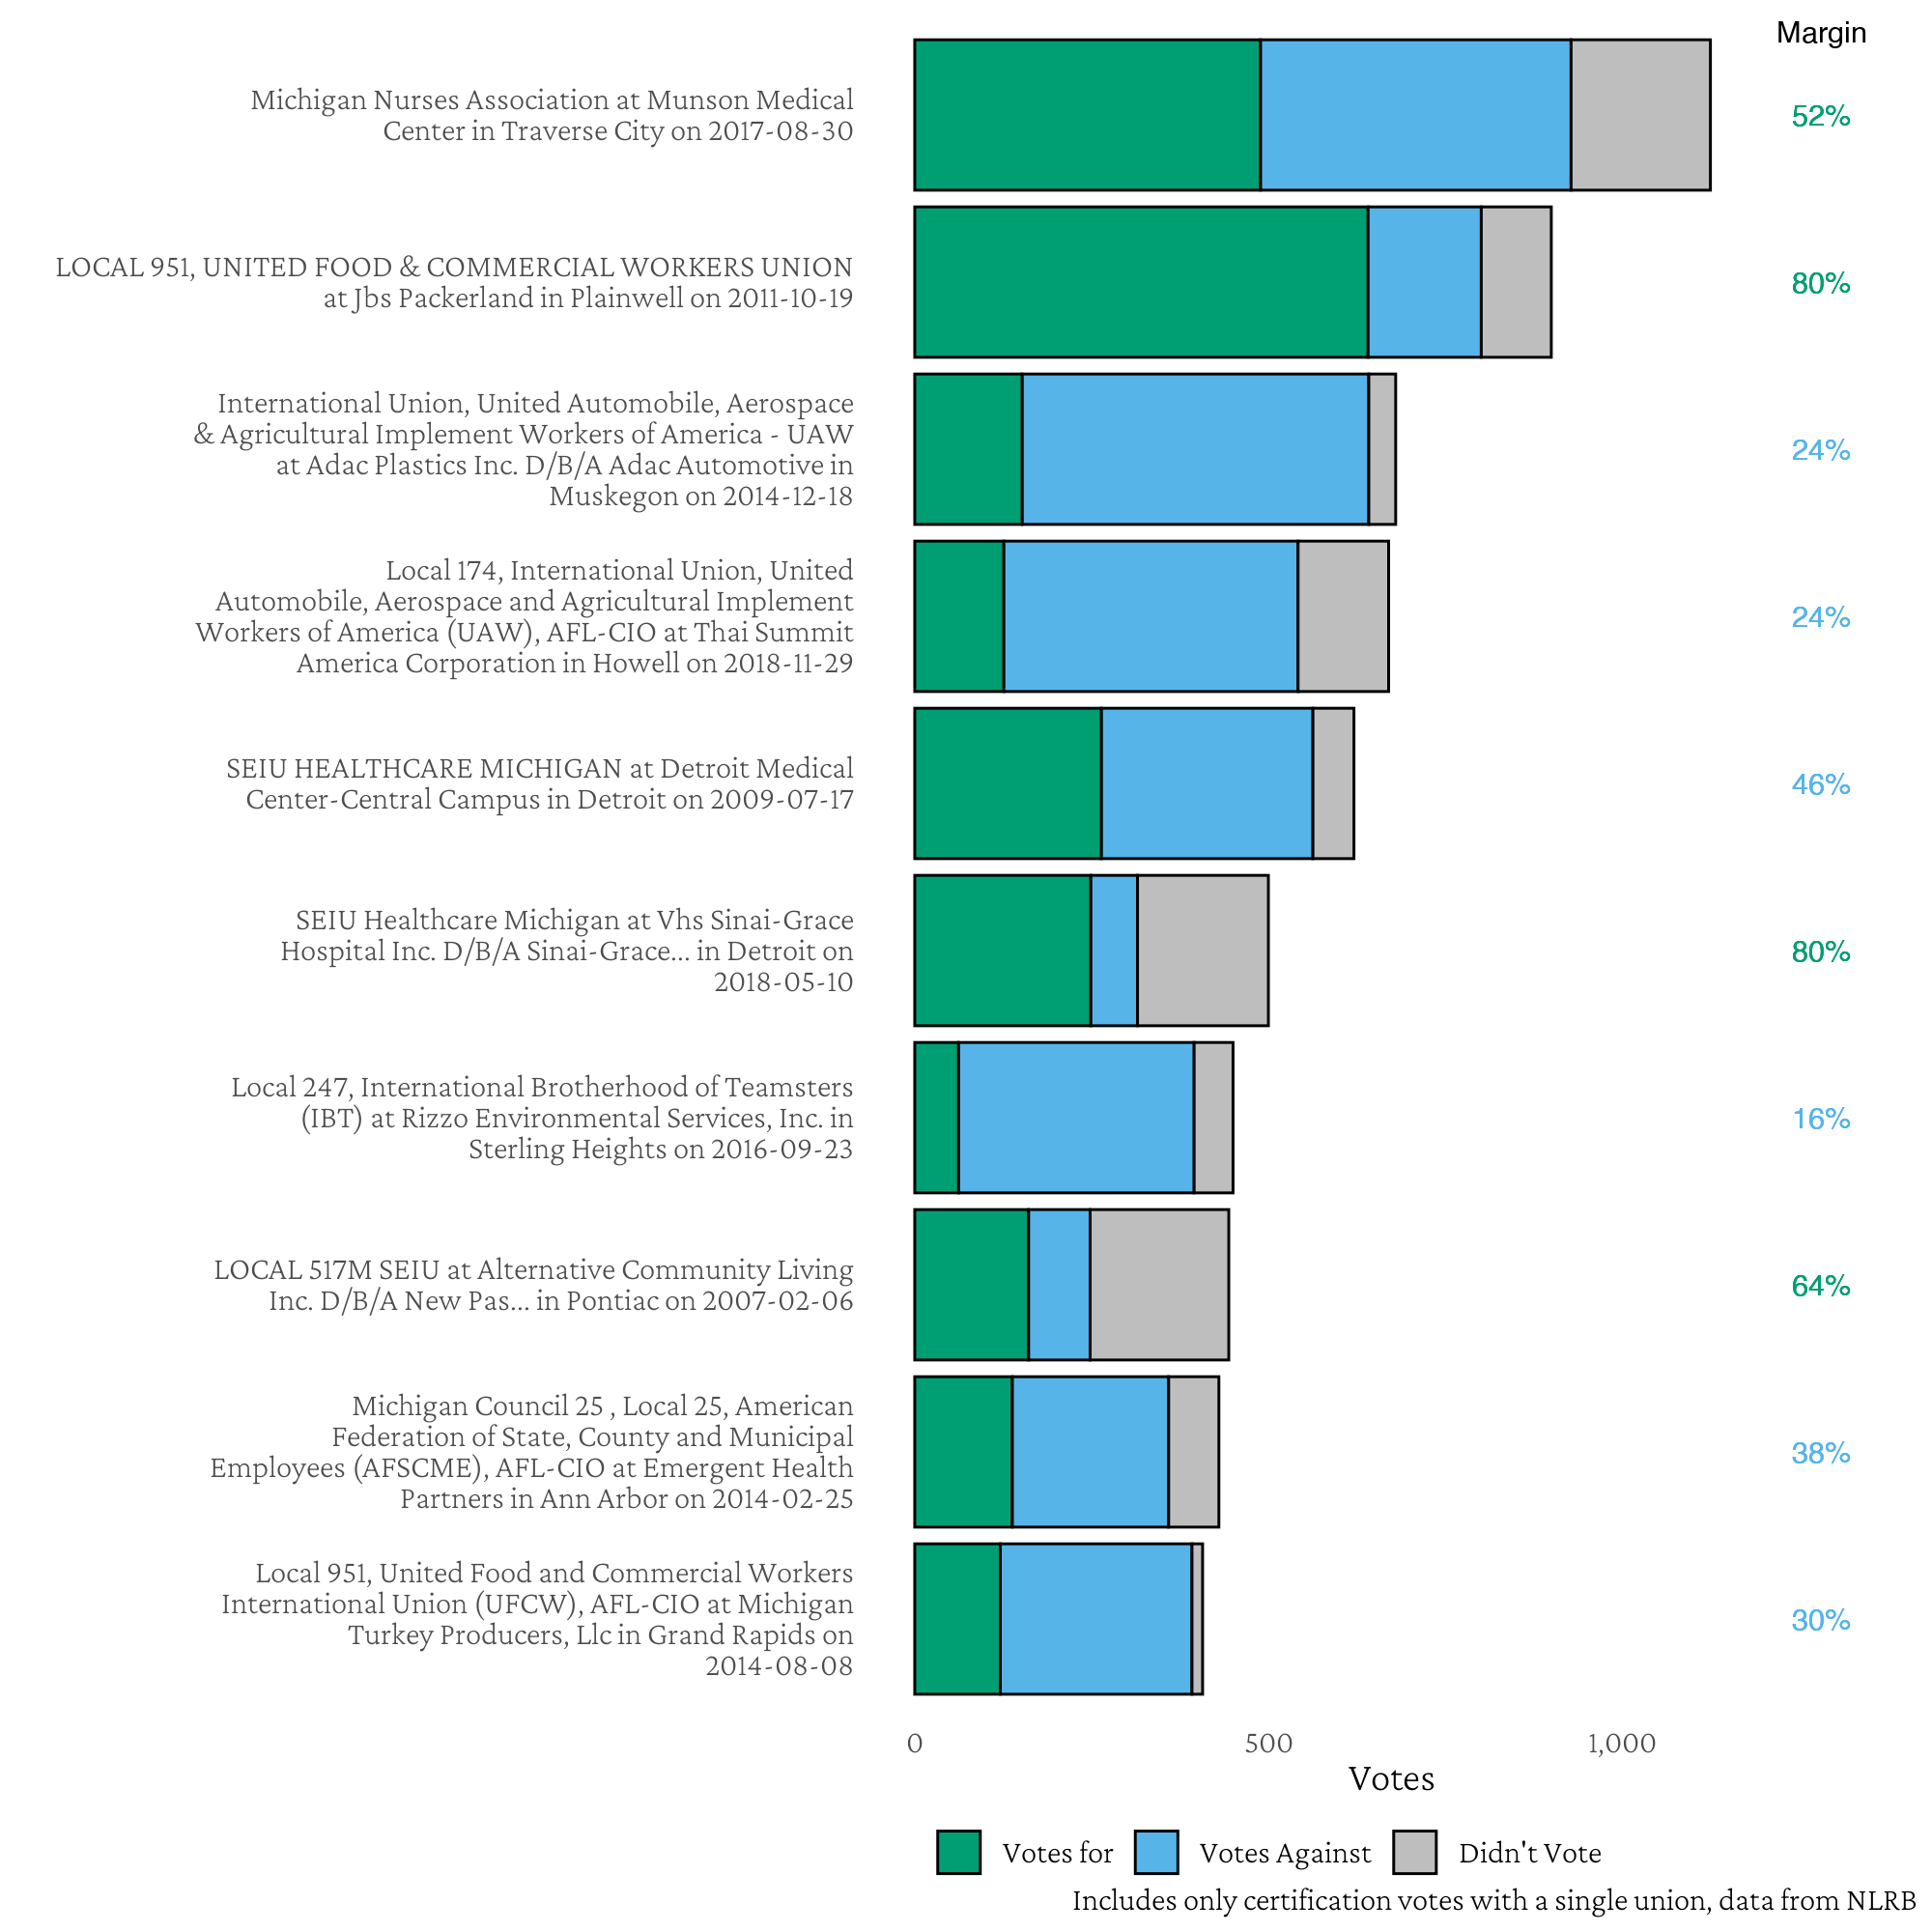 Margin
Michigan Nurses Association at Munson Medical
Center in Traverse City on 2017-08-30
52%
LOCAL 951, UNITED FOOD & COMMERCIAL WORKERS UNION
at Jbs Packerland in Plainwell on 2011-10-19
80%
International Union, United Automobile, Aerospace
& Agricultural Implement Workers of America - UAW
at Adac Plastics Inc. D/B/A Adac Automotive in
Muskegon on 2014-12-18
24%
Local 174, International Union, United
Automobile, Aerospace and Agricultural Implement
Workers of America (UAW), AFL-CIO at Thai Summit
America Corporation in Howell on 2018-11-29
24%
SEIU HEALTHCARE MICHIGAN at Detroit Medical
Center-Central Campus in Detroit on 2009-07-17
46%
SEIU Healthcare Michigan at Vhs Sinai-Grace
Hospital Inc. D/B/A Sinai-Grace... in Detroit on
2018-05-10
80%
Local 247, International Brotherhood of Teamsters
(IBT) at Rizzo Environmental Services, Inc. in
Sterling Heights on 2016-09-23
16%
LOCAL 517M SEIU at Alternative Community Living
Inc. D/B/A New Pas... in Pontiac on 2007-02-06
64%
Michigan Council 25 , Local 25, American
Federation of State, County and Municipal
Employees (AFSCME), AFL-CIO at Emergent Health
Partners in Ann Arbor on 2014-02-25
38%
Local 951, United Food and Commercial Workers
International Union (UFCW), AFL-CIO at Michigan
Turkey Producers, Llc in Grand Rapids on
2014-08-08
30%
0 500 1,000
Votes
Votes for Votes Against Didn't Vote
Includes only certification votes with a single union, data from NLRB